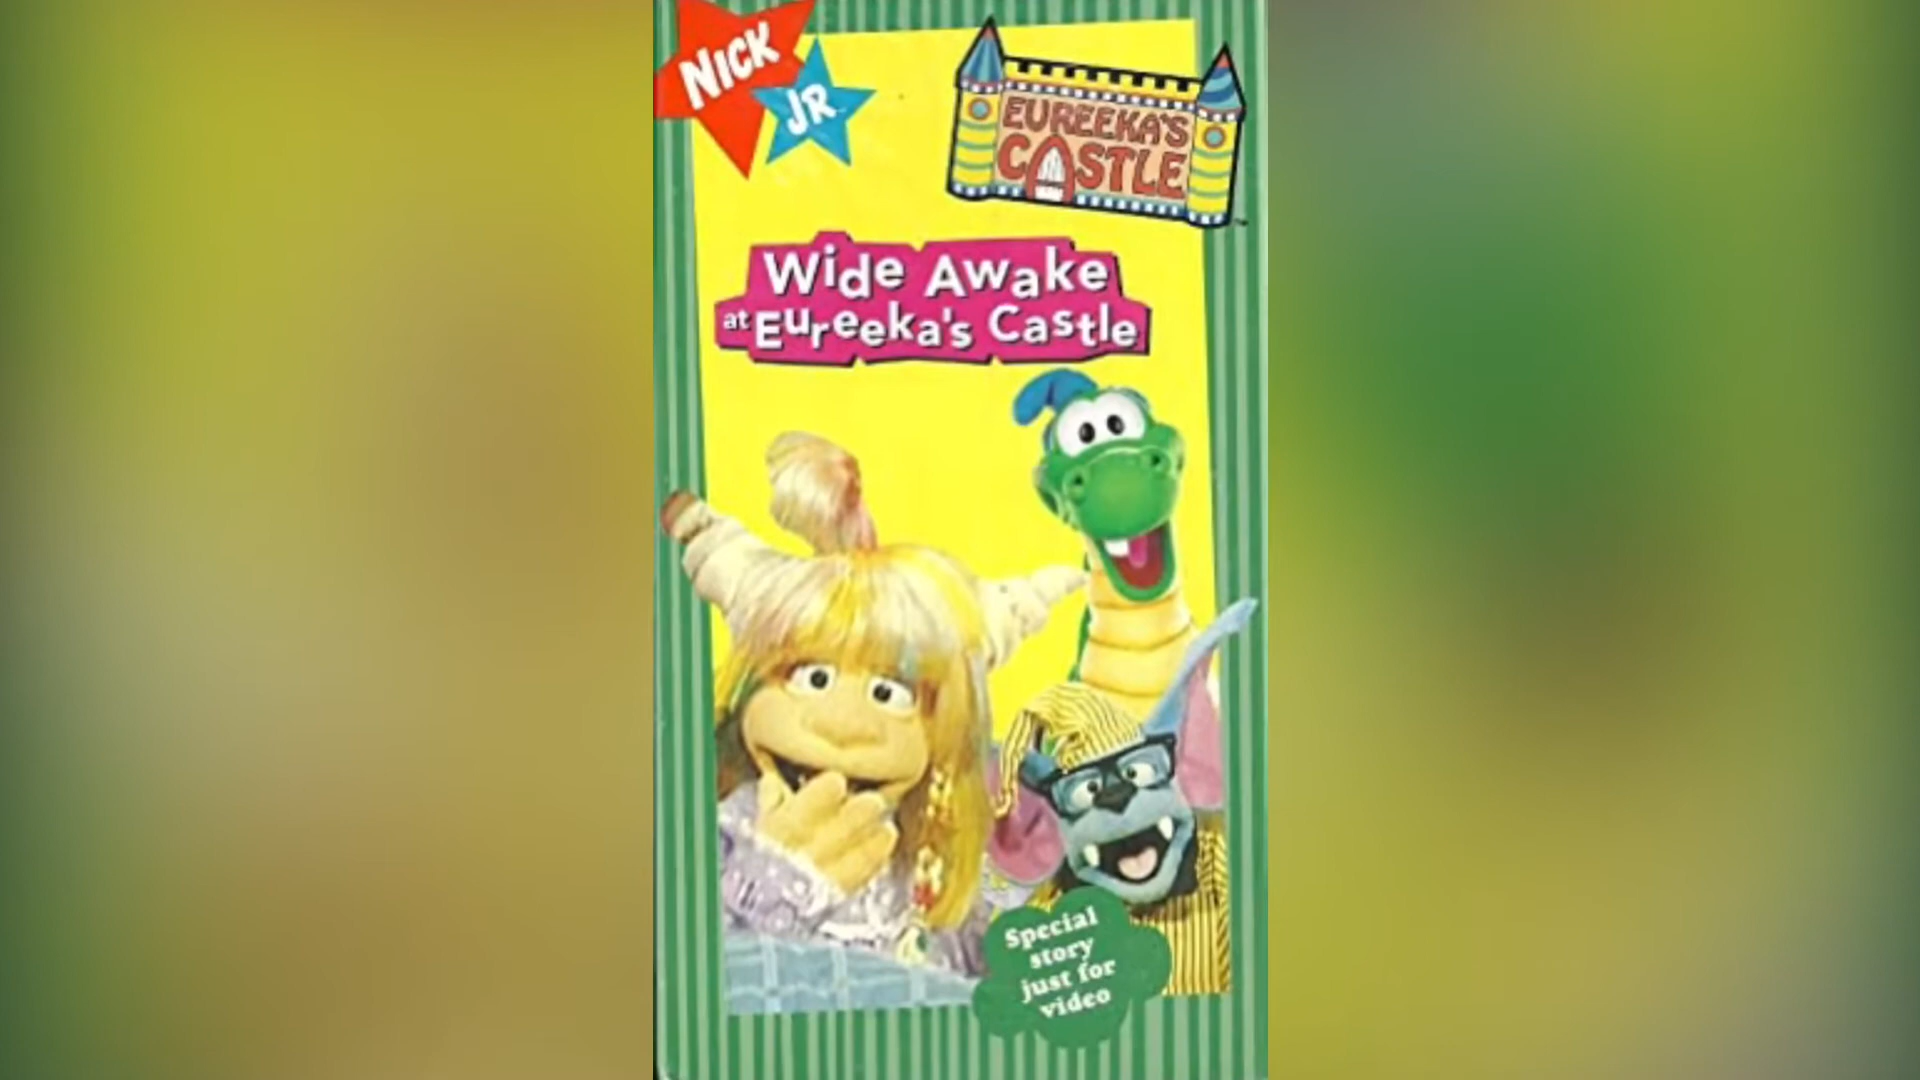 NICK
JR
EUREEKA'S
CASTLE
Wide Awake
at Eureeka's Castle
Special
story
just for
video